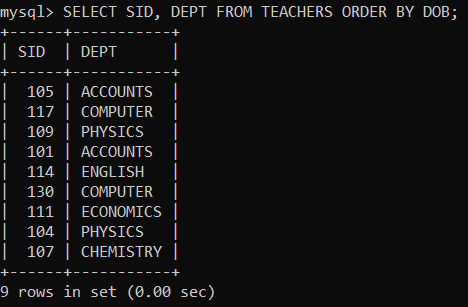 mysql> SELECT SID, DEPT FROM TEACHERS ORDER BY DOB;
+------+-----------+
| SID  | DEPT      |
+------+-----------+
|  105 | ACCOUNTS  |
|  117 | COMPUTER  |
|  109 | PHYSICS   |
|  101 | ACCOUNTS  |
|  114 | ENGLISH   |
|  130 | COMPUTER  |
|  111 | ECONOMICS |
|  104 | PHYSICS   |
|  107 | CHEMISTRY |
+------+-----------+
9 rows in set (0.00 sec)